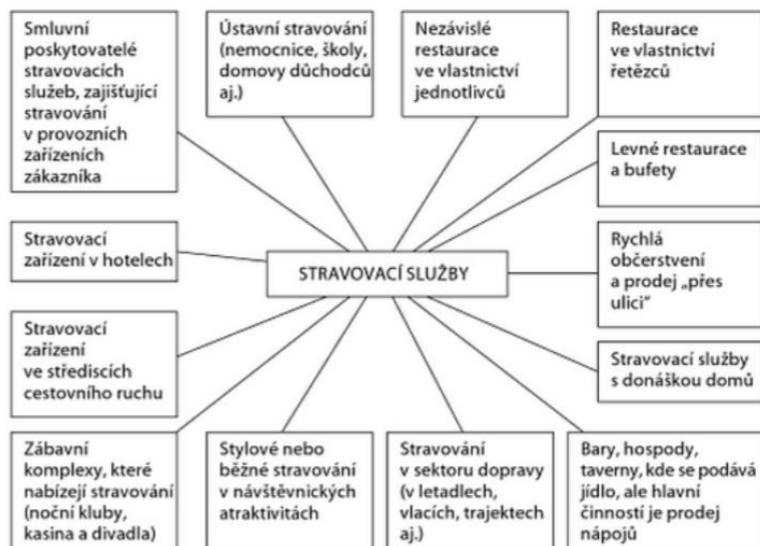 Smluvní
poskytovatelé
stravovacích
služeb, zajišťující
stravování
v provozních
zařízeních
zákazníka
Ústavní stravování
(nemocnice, školy,
domovy důchodců
aj.)
Nezávislé
restaurace
ve vlastnictví
jednotlivců
Restaurace
ve vlastnictví
řetězců
Levné restaurace
a bufety
Stravovací
zařízení v hotelech
STRAVOVACÍ SLUŽBY
Rychlá
občerstvení
a prodej „přes
ulici“
Stravovací
zařízení
ve střediscích
cestovního ruchu
Stravovací služby
s donáškou domů
Zábavní
komplexy, které
nabízejí stravování
(noční kluby,
kasina a divadla)
Stylové nebo
běžné stravování
v návštěvnických
atraktivitách
Stravování
v sektoru dopravy
(v letadlech,
vlacích, trajektech
aj.)
Bary, hospody,
taverny, kde se podává
jídlo, ale hlavní
činností je prodej
nápojů